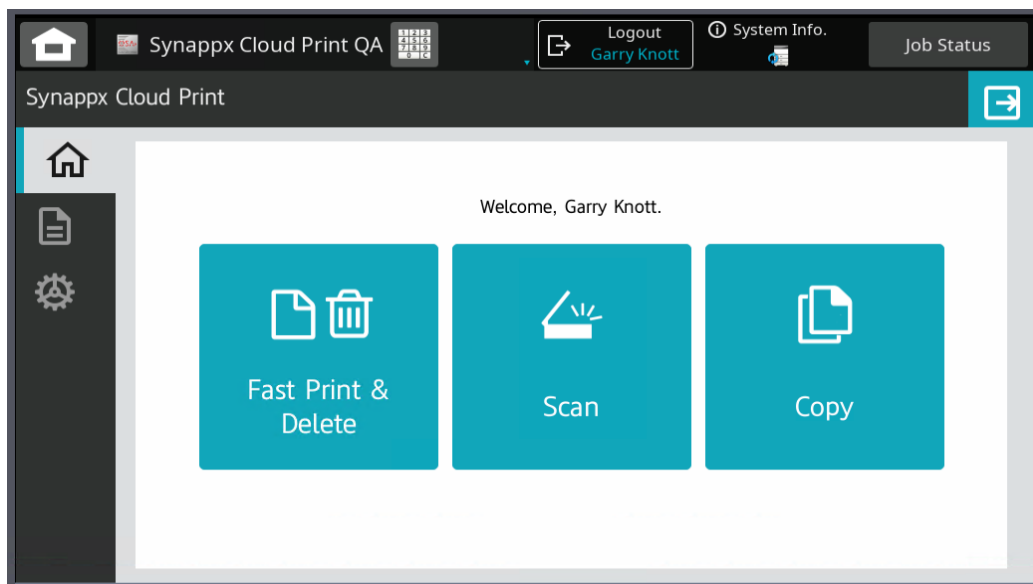 Synappx Cloud Print QA
Logout
Garry Knott
System Info.
Job Status
Synappx Cloud Print
Welcome, Garry Knott.
Fast Print &
Delete
Scan
Copy